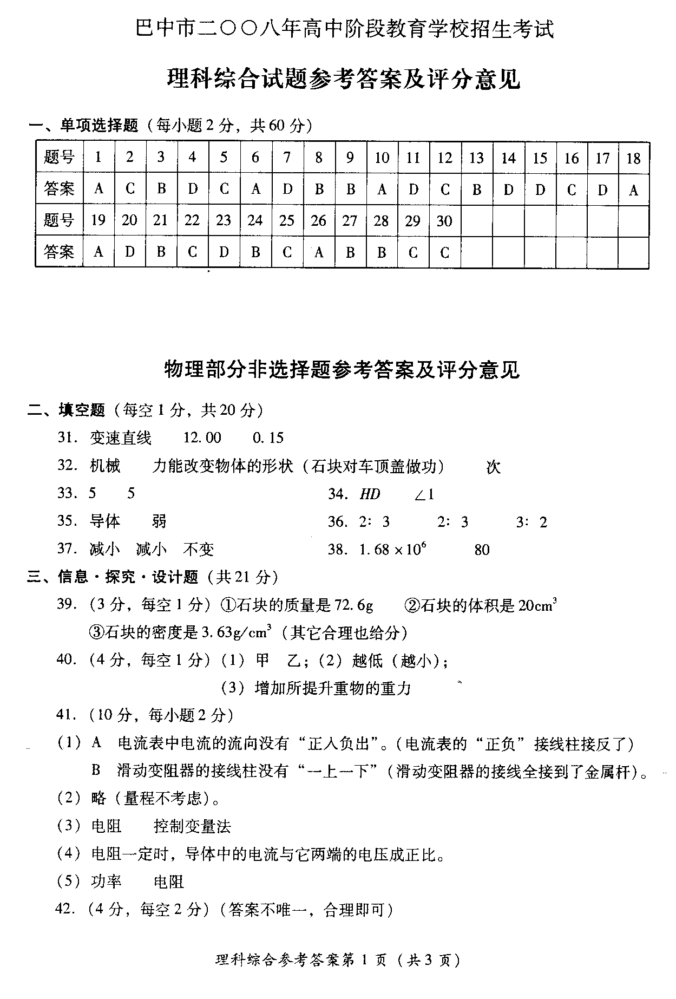 巴中市二〇〇八年高中阶段教育学校招生考试
理科综合试题参考答案及评分意见
一、单项选择题（每小题2分，共60分）
题号 1 2 3 4 5 6 7 8 9 10 11 12 13 14 15 16 17 18
答案 A C B D C A D B B A D C B D D C D A
题号 19 20 21 22 23 24 25 26 27 28 29 30
答案 A D B C D B C A B B C C
物理部分非选择题参考答案及评分意见
二、填空题（每空1分，共20分）
31. 变速直线 12.00 0.15
32. 机械 力能改变物体的形状（石块对车顶盖做功） 次
33. 5 5 34. HD ∠1
35. 导体 弱 36. 2：3 2：3 3：2
37. 减小 减小 不变 38. 1.68×10⁶ 80
三、信息·探究·设计题（共21分）
39.（3分，每空1分）①石块的质量是72.6g ②石块的体积是20cm³
③石块的密度是3.63g/cm³（其它合理也给分）
40.（4分，每空1分）（1）甲 乙；（2）越低（越小）；
（3）增加所提升重物的重力
41.（10分，每小题2分）
（1）A 电流表中电流的流向没有“正入负出”。（电流表的“正负”接线柱接反了）
B 滑动变阻器的接线柱没有“一上一下”（滑动变阻器的接线全接到了金属杆）。
（2）略（量程不考虑）。
（3）电阻 控制变量法
（4）电阻一定时，导体中的电流与它两端的电压成正比。
（5）功率 电阻
42.（4分，每空2分）（答案不唯一，合理即可）
理科综合参考答案第1页（共3页）